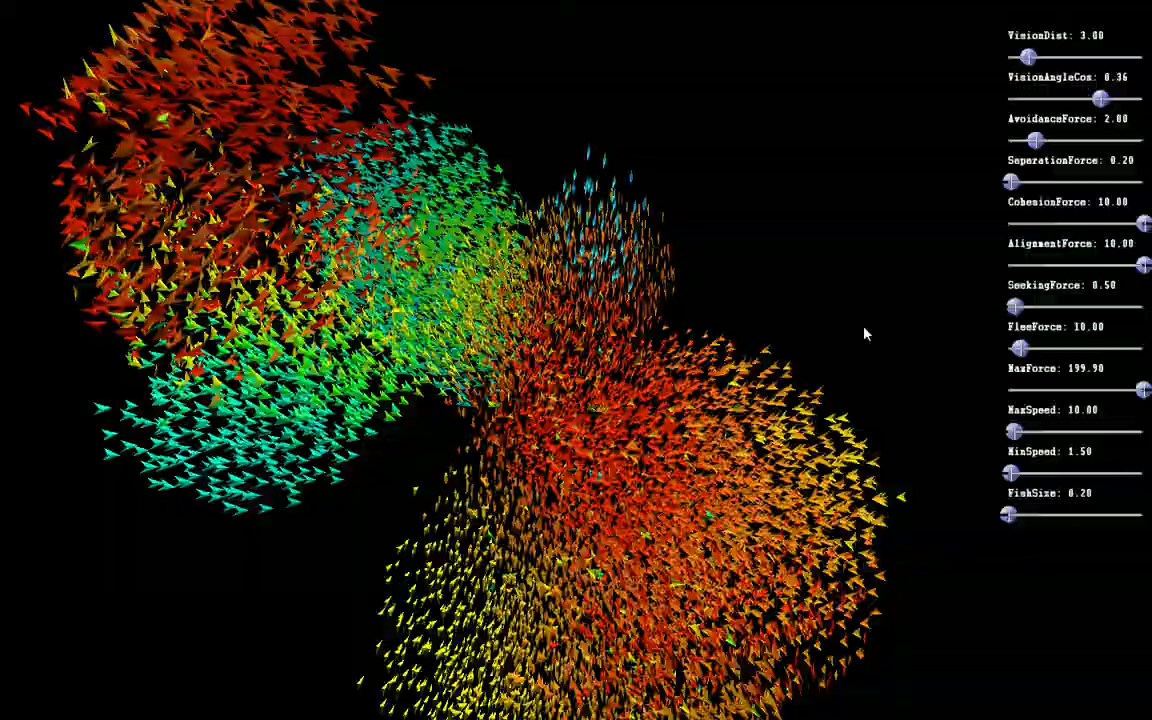 VisionDist: 3.00
VisionAngleCos: 0.36
AvoidanceForce: 2.00
SeperationForce: 0.20
CohesionForce: 10.00
AlignmentForce: 10.00
SeekingForce: 0.50
FleeForce: 10.00
MaxForce: 199.90
MaxSpeed: 10.00
MinSpeed: 1.50
FishSize: 0.20